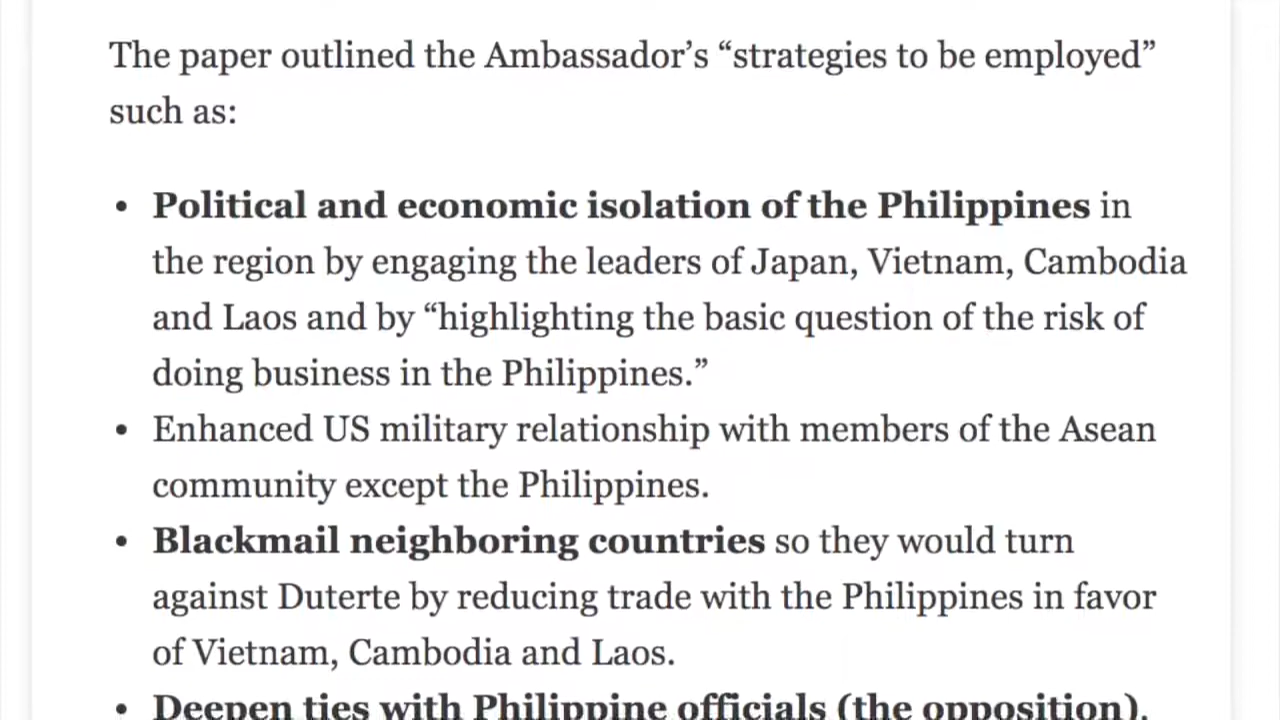 The paper outlined the Ambassador’s “strategies to be employed”
such as:
• Political and economic isolation of the Philippines in
the region by engaging the leaders of Japan, Vietnam, Cambodia
and Laos and by “highlighting the basic question of the risk of
doing business in the Philippines.”
• Enhanced US military relationship with members of the Asean
community except the Philippines.
• Blackmail neighboring countries so they would turn
against Duterte by reducing trade with the Philippines in favor
of Vietnam, Cambodia and Laos.
• Deepen ties with Philippine officials (the opposition),